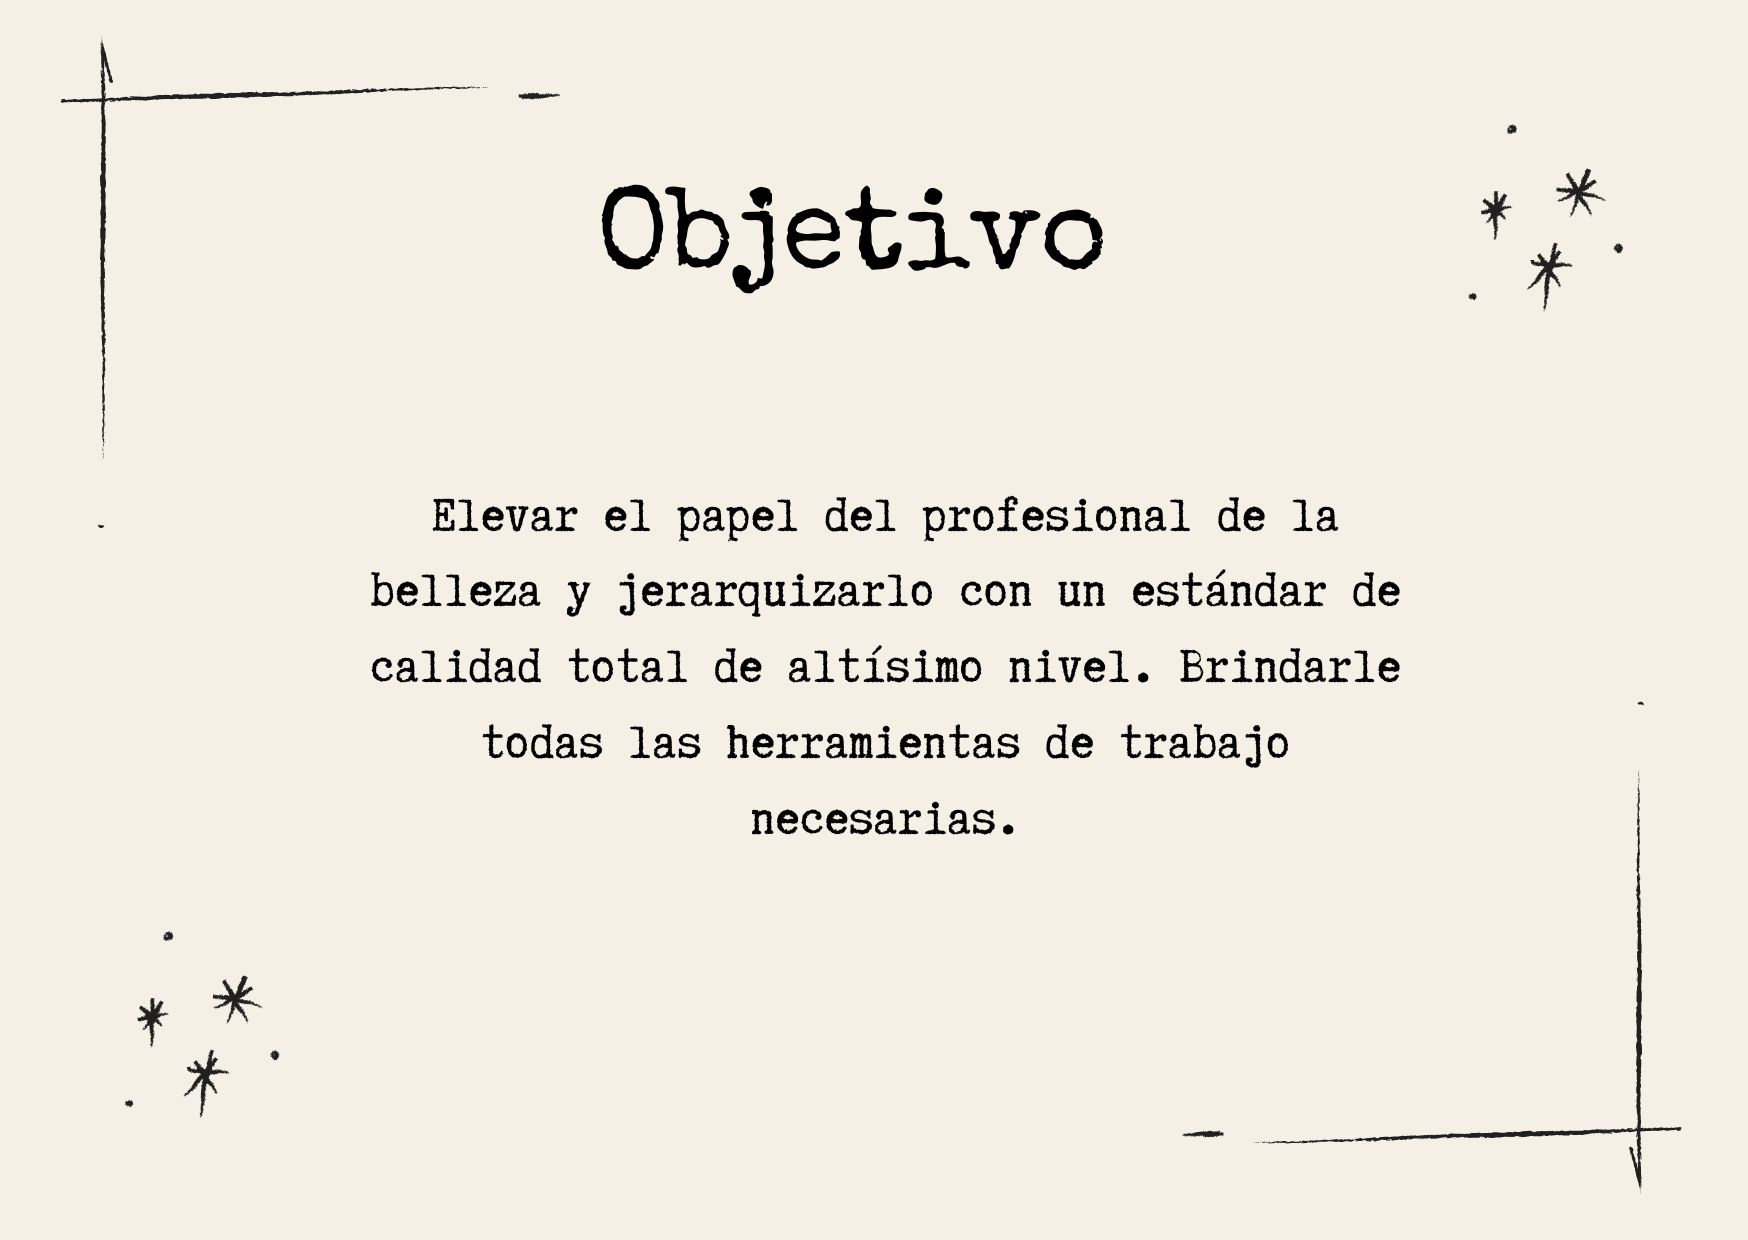 Objetivo
Elevar el papel del profesional de la
belleza y jerarquizarlo con un estándar de
calidad total de altísimo nivel. Brindarle
todas las herramientas de trabajo
necesarias.